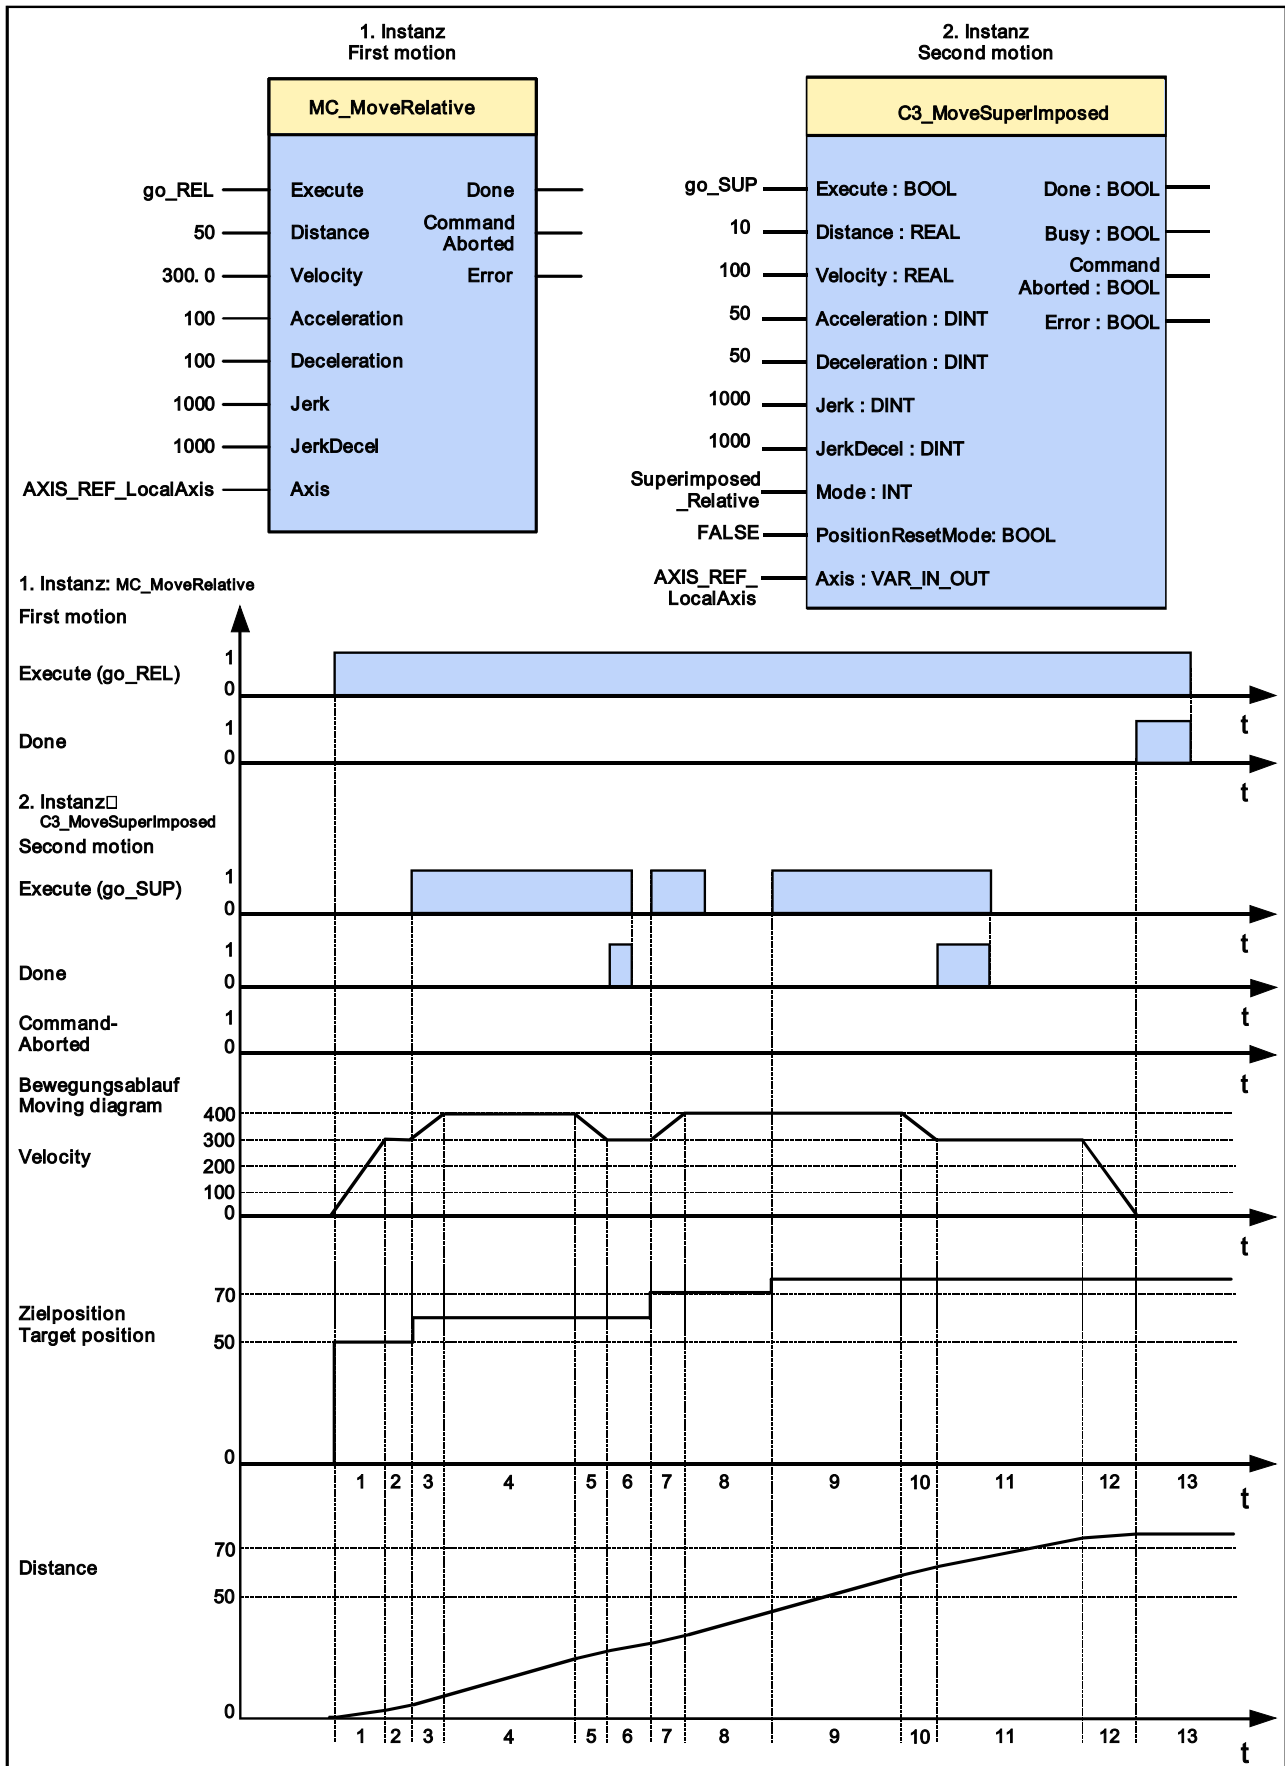 1. Instanz
First motion
MC_MoveRelative
go_REL
Execute
Done
50
Distance
Command
Aborted
300. 0
Velocity
Error
100
Acceleration
100
Deceleration
1000
Jerk
1000
JerkDecel
AXIS_REF_LocalAxis
Axis
2. Instanz
Second motion
C3_MoveSuperImposed
go_SUP
Execute : BOOL
Done : BOOL
10
Distance : REAL
Busy : BOOL
100
Velocity : REAL
Command
Aborted : BOOL
50
Acceleration : DINT
Error : BOOL
50
Deceleration : DINT
1000
Jerk : DINT
1000
JerkDecel : DINT
Superimposed
_Relative
Mode : INT
FALSE
PositionResetMode: BOOL
AXIS_REF_
LocalAxis
Axis : VAR_IN_OUT
1. Instanz: MC_MoveRelative
First motion
Execute (go_REL)
1
0
t
Done
1
0
t
2. Instanz□
C3_MoveSuperImposed
Second motion
Execute (go_SUP)
1
0
t
Done
1
0
t
Command-
Aborted
1
0
t
Bewegungsablauf
Moving diagram
Velocity
400
300
200
100
0
t
Zielposition
Target position
70
50
0
1 2 3 4 5 6 7 8 9 10 11 12 13
t
Distance
70
50
0
1 2 3 4 5 6 7 8 9 10 11 12 13
t